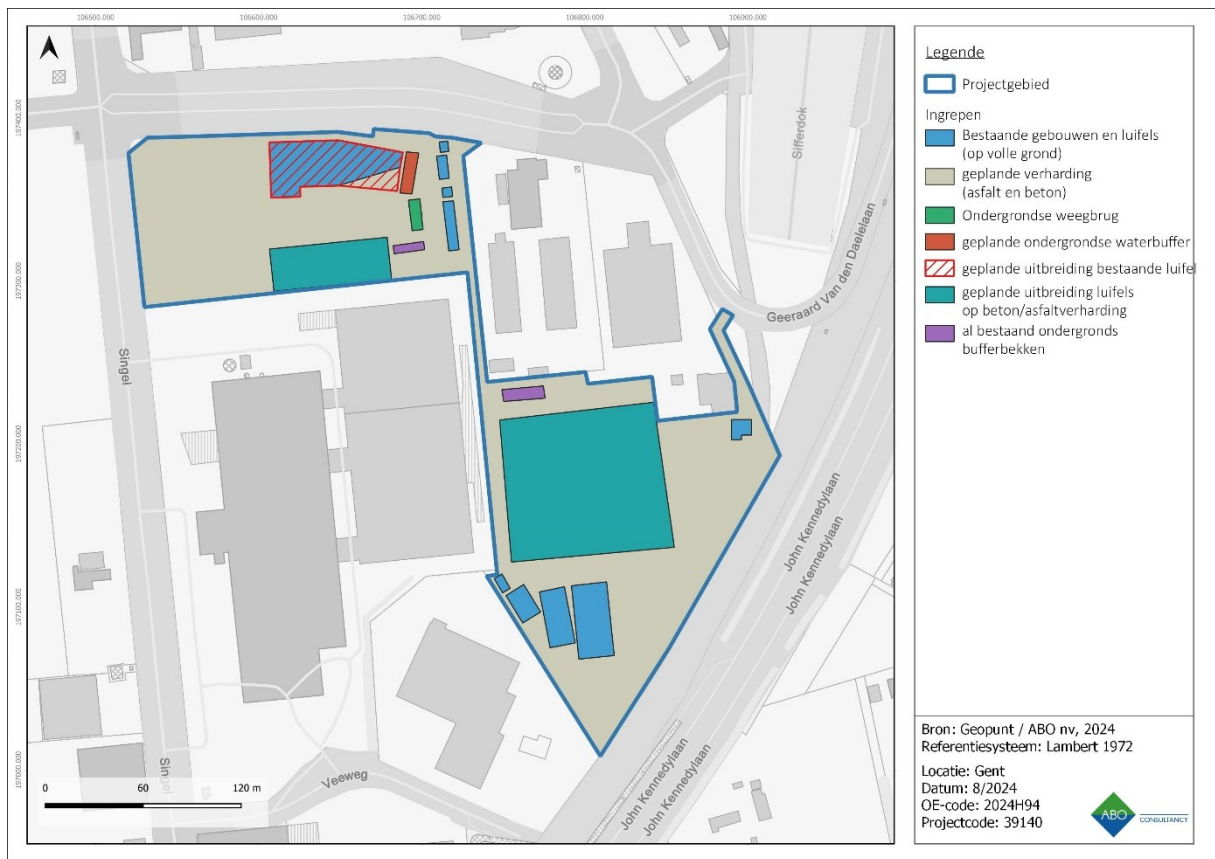 106500.000 106600.000 106700.000 106800.000 106900.000
197400.000
197300.000
197200.000
197100.000
197000.000
Sifferdok
Geeraard Van den Daelelaan
Singel
John Kennedylaan
John Kennedylaan
Singel
Veeweg
John Kennedylaan
John Kennedylaan
0 60 120 m
Legende
Projectgebied
Ingrepen
Bestaande gebouwen en luifels
(op volle grond)
geplande verharding
(asfalt en beton)
Ondergrondse weegbrug
geplande ondergrondse waterbuffer
geplande uitbreiding bestaande luifel
geplande uitbreiding luifels
op beton/asfaltverharding
al bestaand ondergronds
bufferbekken
Bron: Geopunt / ABO nv, 2024
Referentiesysteem: Lambert 1972
Locatie: Gent
Datum: 8/2024
OE-code: 2024H94
Projectcode: 39140
ABO CONSULTANCY